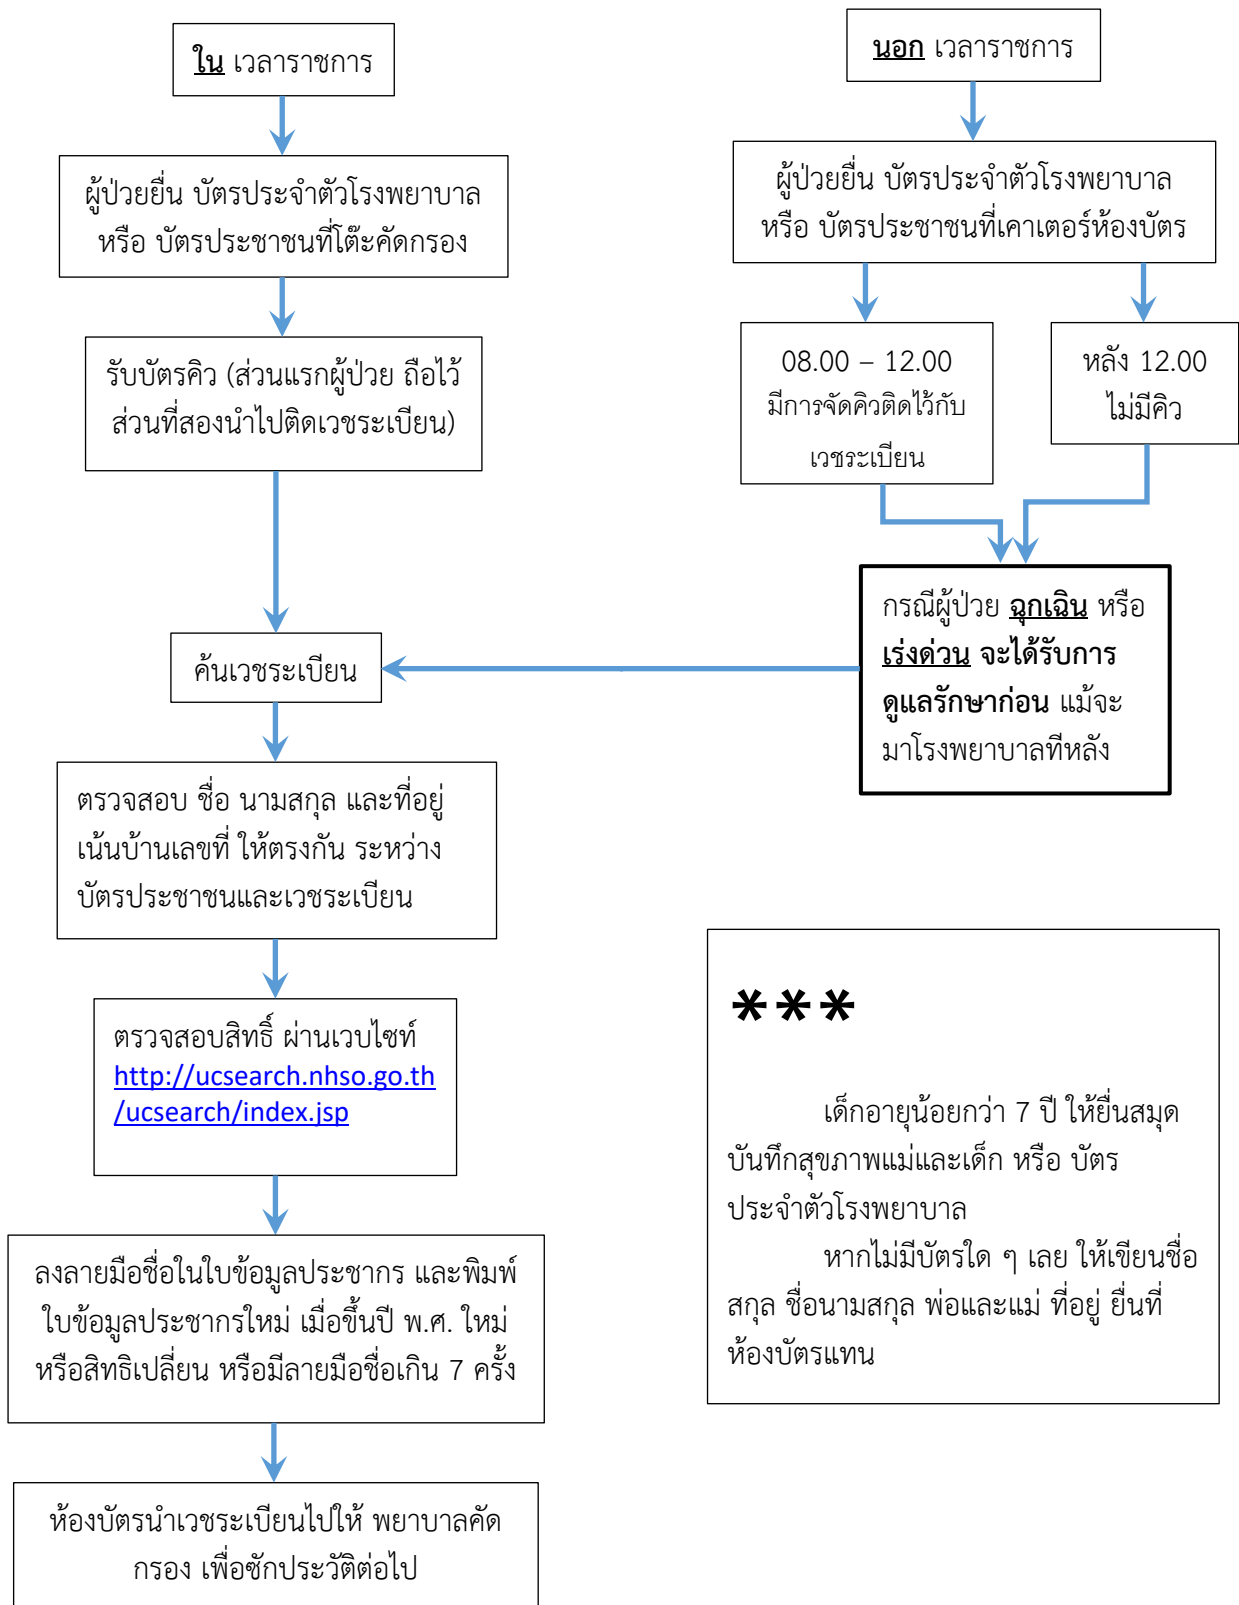 ใน เวลาราชการ
ผู้ป่วยยื่น บัตรประจำตัวโรงพยาบาล
หรือ บัตรประชาชนที่โต๊ะคัดกรอง
รับบัตรคิว (ส่วนแรกผู้ป่วย ถือไว้
ส่วนที่สองนำไปติดเวชระเบียน)
ค้นเวชระเบียน
ตรวจสอบ ชื่อ นามสกุล และที่อยู่
เน้นบ้านเลขที่ ให้ตรงกัน ระหว่าง
บัตรประชาชนและเวชระเบียน
ตรวจสอบสิทธิ์ ผ่านเวบไซท์
http://ucsearch.nhso.go.th
/ucsearch/index.jsp
ลงลายมือชื่อในใบข้อมูลประชากร และพิมพ์
ใบข้อมูลประชากรใหม่ เมื่อขึ้นปี พ.ศ. ใหม่
หรือสิทธิเปลี่ยน หรือมีลายมือชื่อเกิน 7 ครั้ง
ห้องบัตรนำเวชระเบียนไปให้ พยาบาลคัด
กรอง เพื่อซักประวัติต่อไป
นอก เวลาราชการ
ผู้ป่วยยื่น บัตรประจำตัวโรงพยาบาล
หรือ บัตรประชาชนที่เคาเตอร์ห้องบัตร
08.00 – 12.00
มีการจัดคิวติดไว้กับ
เวชระเบียน
หลัง 12.00
ไม่มีคิว
กรณีผู้ป่วย ฉุกเฉิน หรือ
เร่งด่วน จะได้รับการ
ดูแลรักษาก่อน แม้จะ
มาโรงพยาบาลทีหลัง
***
เด็กอายุน้อยกว่า 7 ปี ให้ยื่นสมุด
บันทึกสุขภาพแม่และเด็ก หรือ บัตร
ประจำตัวโรงพยาบาล
หากไม่มีบัตรใด ๆ เลย ให้เขียนชื่อ
สกุล ชื่อนามสกุล พ่อและแม่ ที่อยู่ ยื่นที่
ห้องบัตรแทน